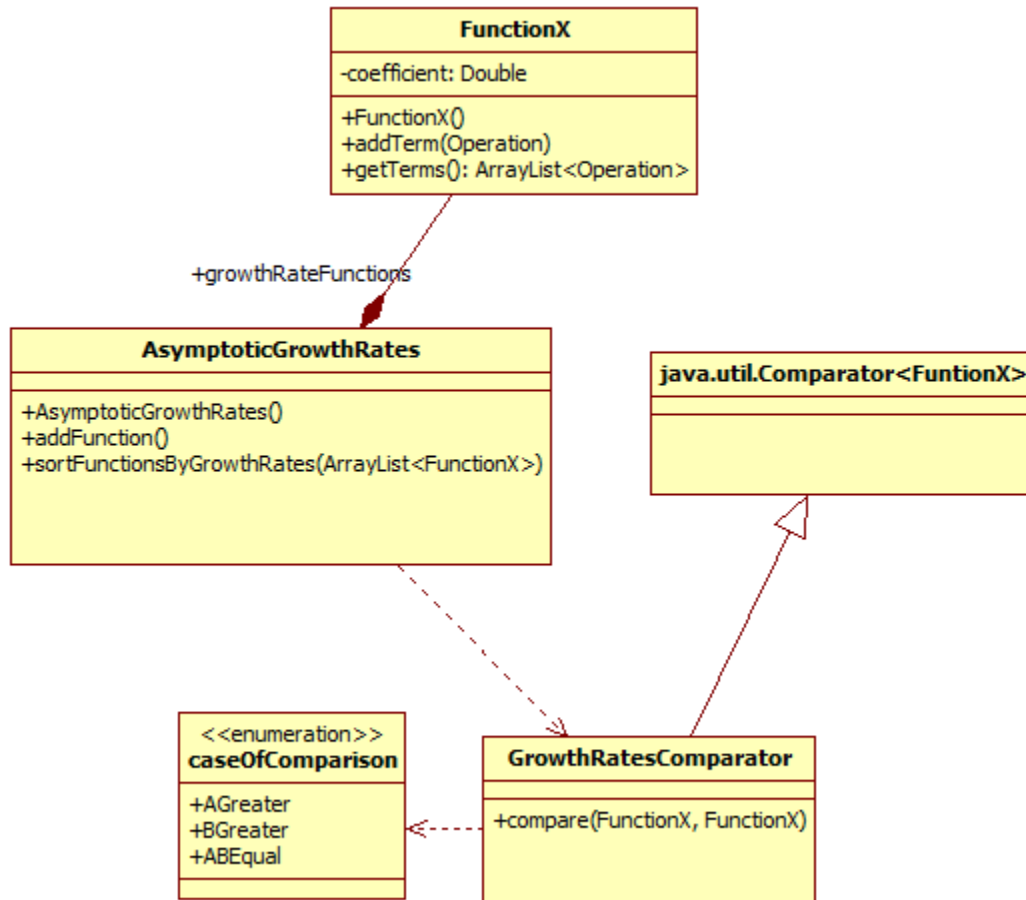 FunctionX
-coefficient: Double
+FunctionX()
+addTerm(Operation)
+getTerms(): ArrayList<Operation>
+growthRateFunctions
AsymptoticGrowthRates
+AsymptoticGrowthRates()
+addFunction()
+sortFunctionsByGrowthRates(ArrayList<FunctionX>)
java.util.Comparator<FuntionX>
<<enumeration>>
caseOfComparison
+AGreater
+BGreater
+ABEqual
GrowthRatesComparator
+compare(FunctionX, FunctionX)